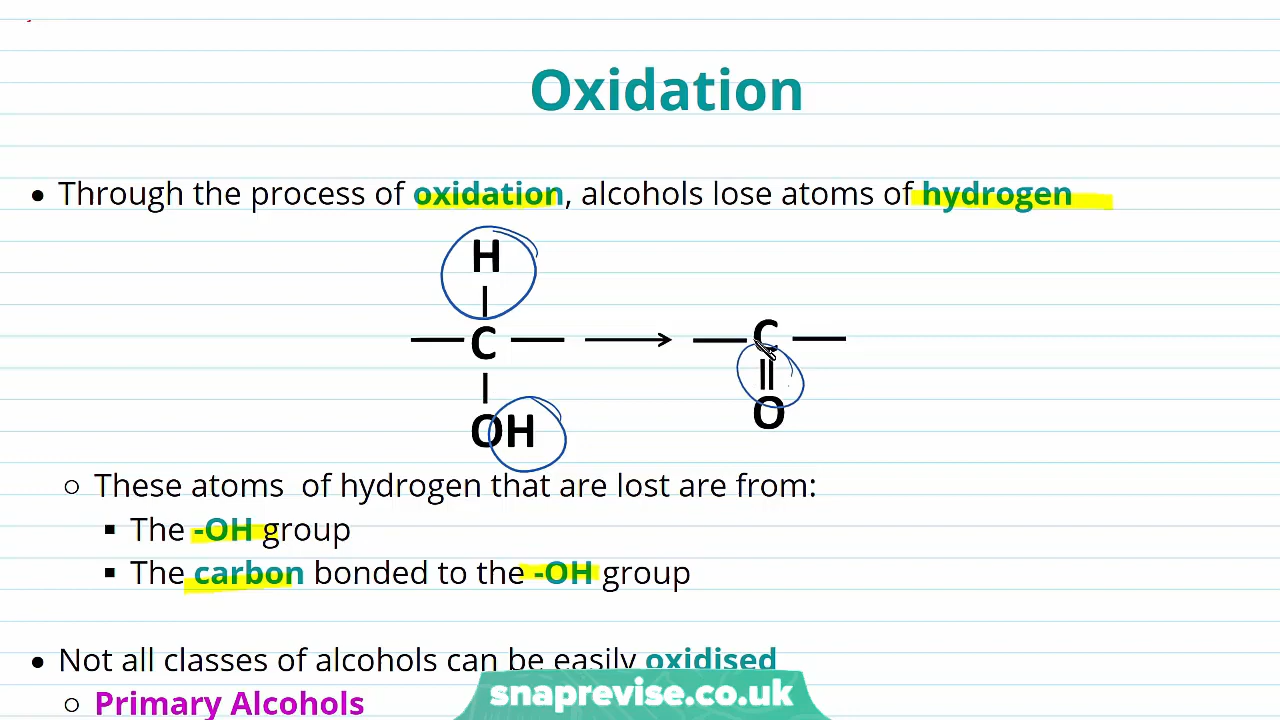 Oxidation
• Through the process of oxidation, alcohols lose atoms of hydrogen
H
C
C
OH
O
○ These atoms of hydrogen that are lost are from:
▪ The -OH group
▪ The carbon bonded to the -OH group
• Not all classes of alcohols can be easily oxidised
○ Primary Alcohols
snaprevise.co.uk